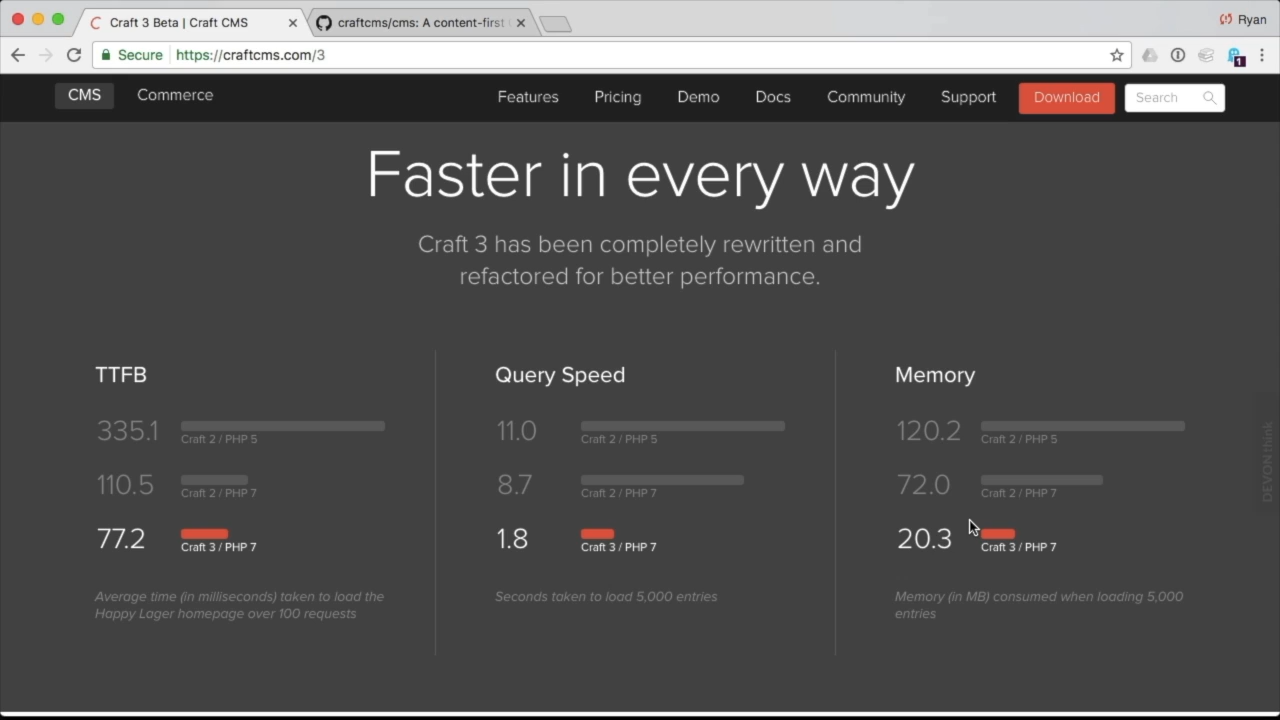 Craft 3 Beta | Craft CMS
craftcms/cms: A content-first
Ryan
Secure https://craftcms.com/3
1
CMS Commerce Features Pricing Demo Docs Community Support Download Search
Faster in every way
Craft 3 has been completely rewritten and
refactored for better performance.
TTFB
335.1
Craft 2 / PHP 5
110.5
Craft 2 / PHP 7
77.2
Craft 3 / PHP 7
Average time (in milliseconds) taken to load the
Happy Lager homepage over 100 requests
Query Speed
11.0
Craft 2 / PHP 5
8.7
Craft 2 / PHP 7
1.8
Craft 3 / PHP 7
Seconds taken to load 5,000 entries
Memory
120.2
Craft 2 / PHP 5
72.0
Craft 2 / PHP 7
20.3
Craft 3 / PHP 7
Memory (in MB) consumed when loading 5,000
entries
DEVONthink